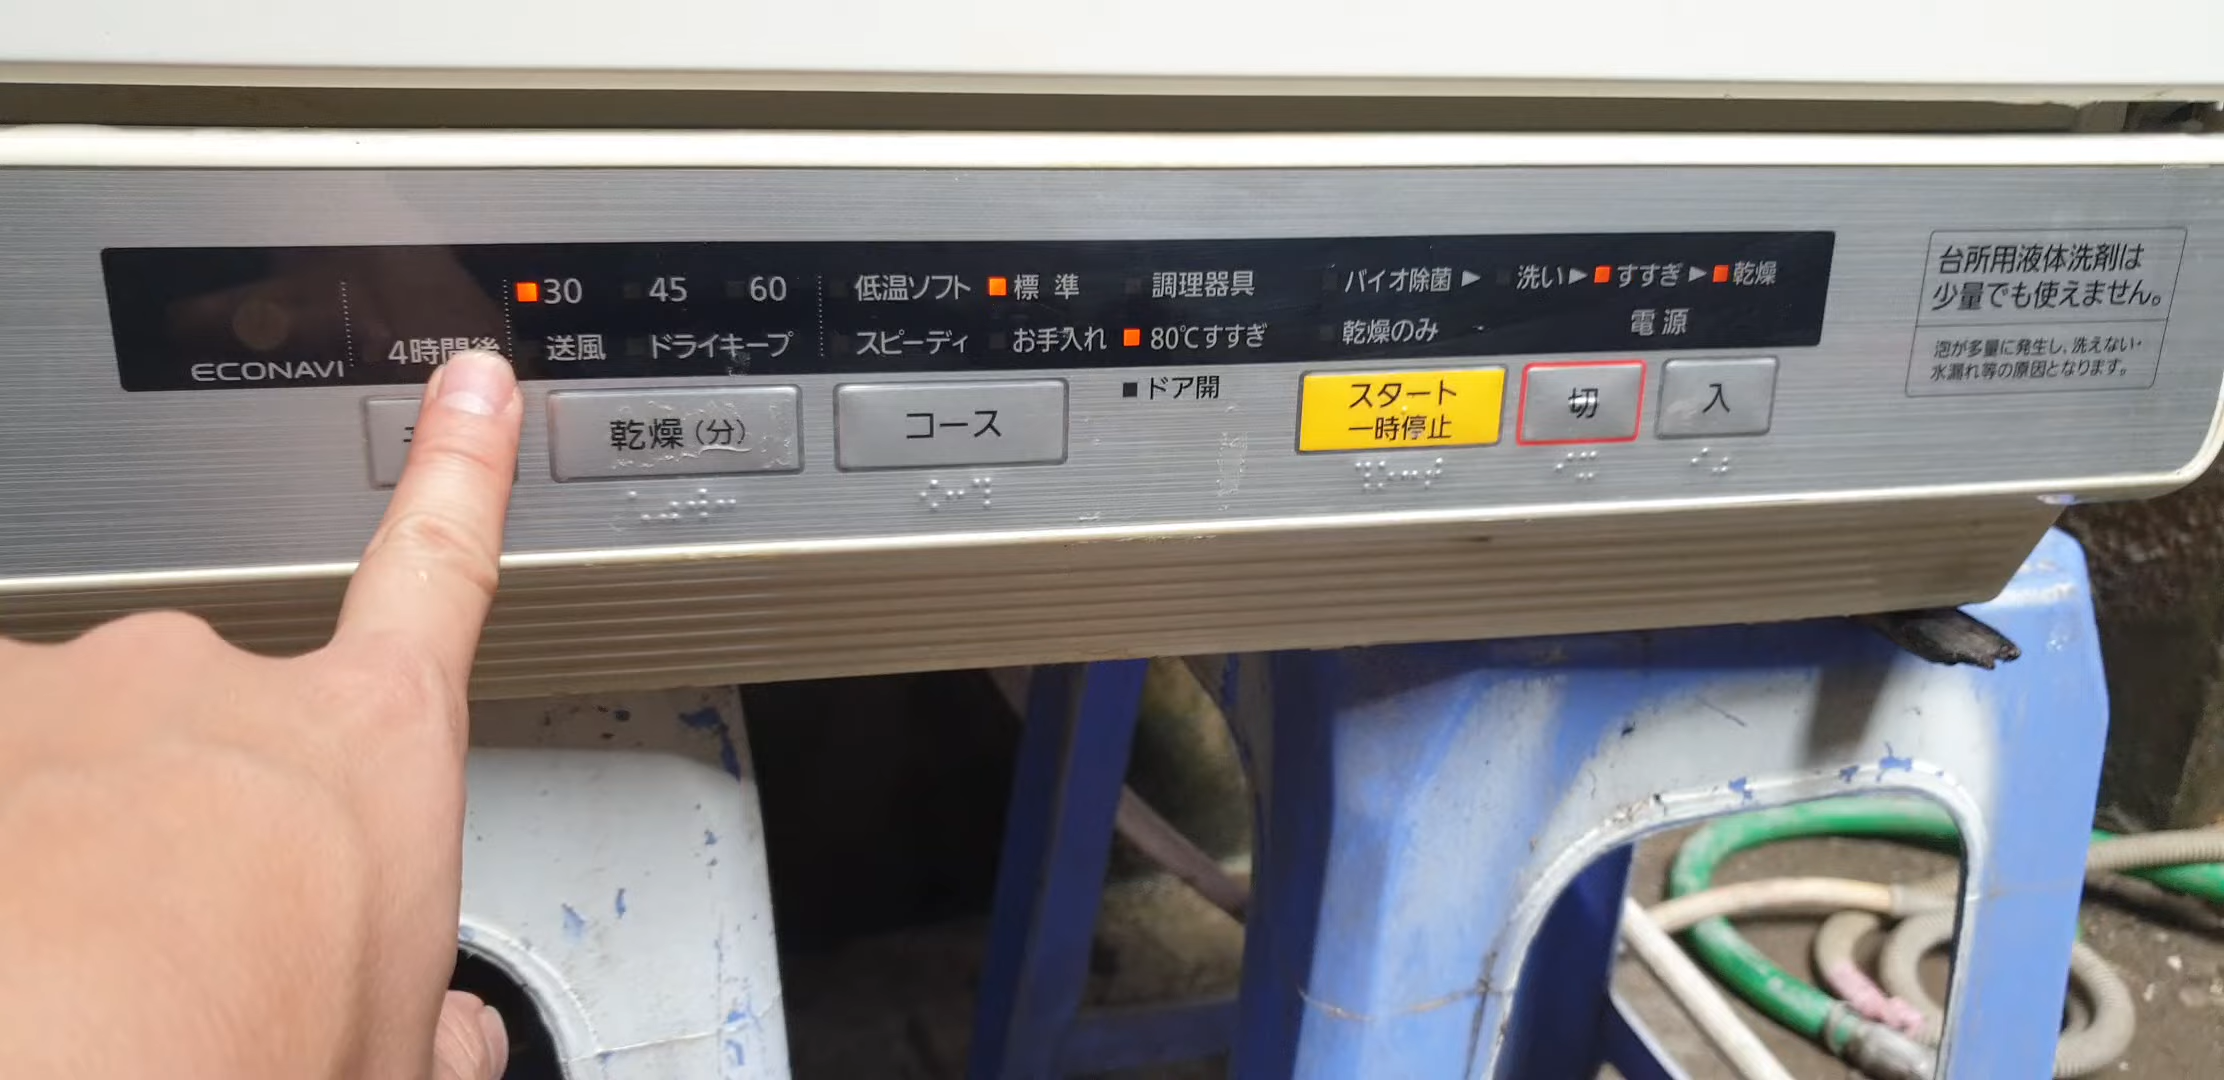 30 45 60 低温ソフト 標 準 調理器具 バイオ除菌 ▶ 洗い ▶ すすぎ ▶ 乾燥
ECONAVI 4時間後 送風 ドライキープ スピーディ お手入れ 80℃すすぎ 乾燥のみ 電源
乾燥(分) コース ■ ドア開 スタート 切 入
一時停止
台所用液体洗剤は
少量でも使えません。
泡が多量に発生し、洗えない・
水漏れ等の原因となります。